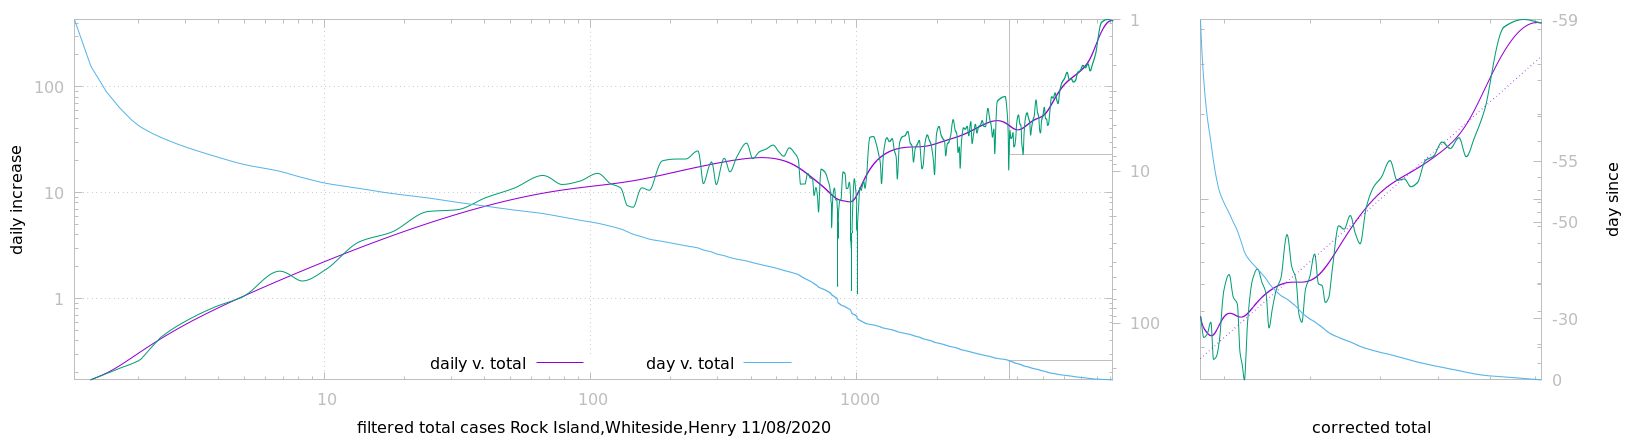 daily increase
100
10
1
1
10
100
daily v. total
day v. total
10
100
1000
filtered total cases Rock Island,Whiteside,Henry 11/08/2020
-59
-55
-50
-30
0
day since
corrected total